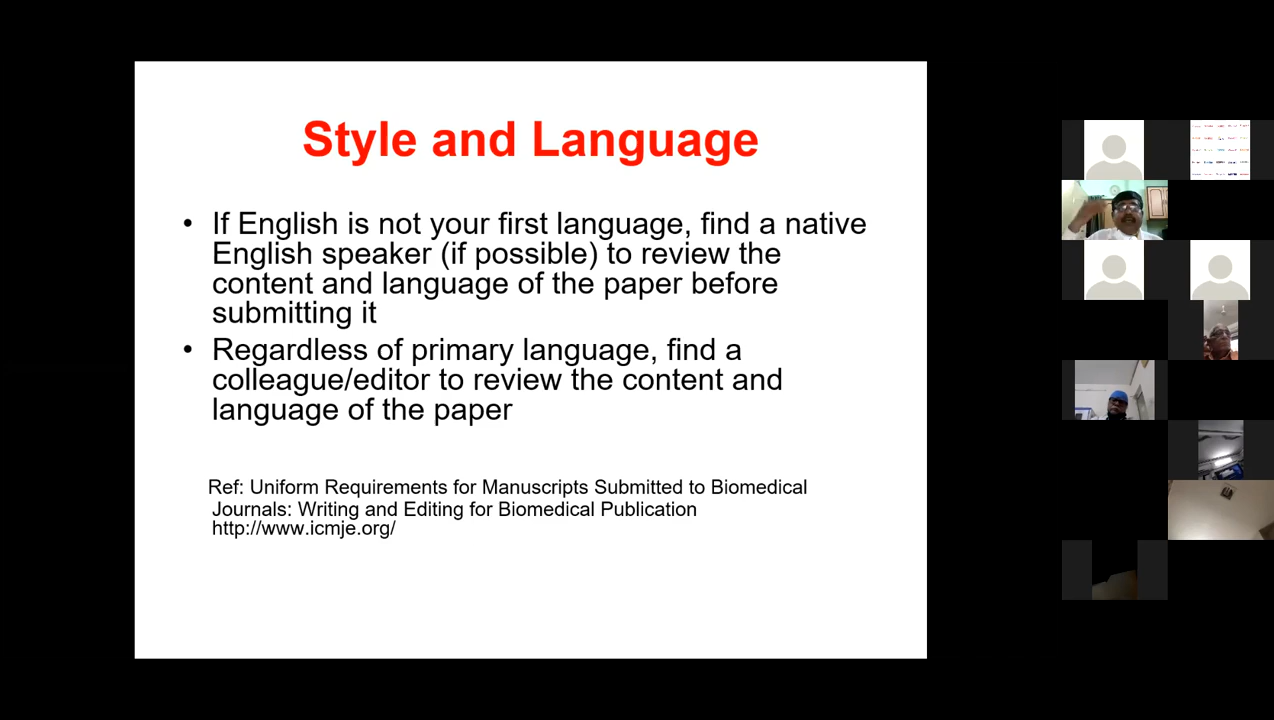 Style and Language
• If English is not your first language, find a native
English speaker (if possible) to review the
content and language of the paper before
submitting it
• Regardless of primary language, find a
colleague/editor to review the content and
language of the paper
Ref: Uniform Requirements for Manuscripts Submitted to Biomedical
Journals: Writing and Editing for Biomedical Publication
http://www.icmje.org/